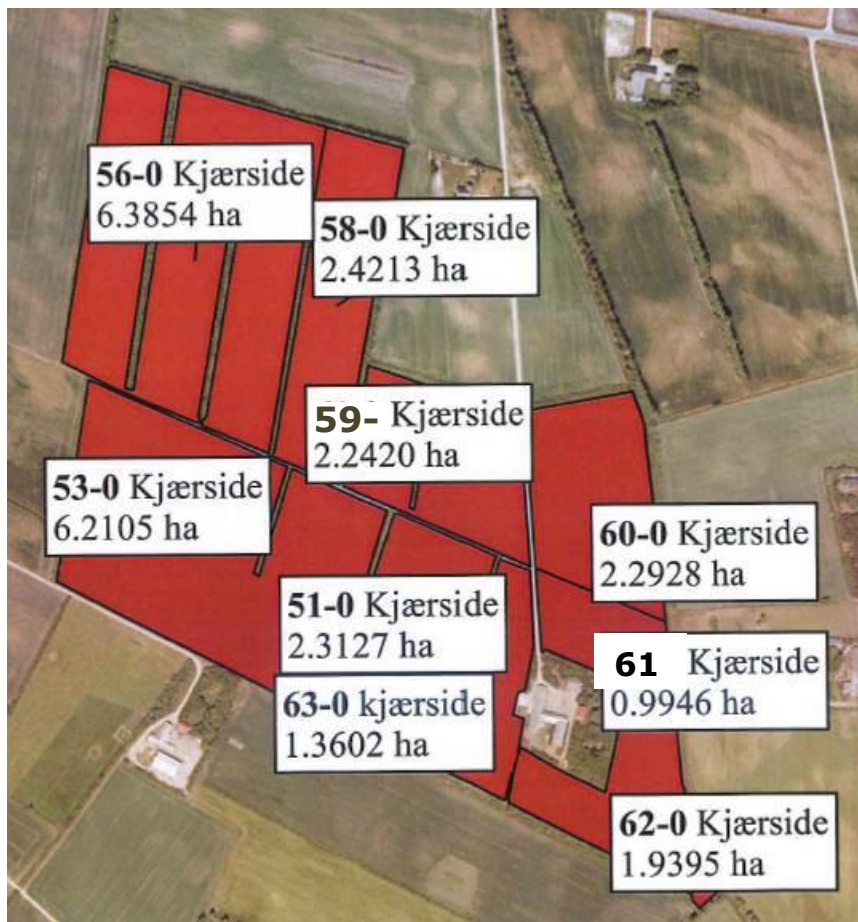 56-0 Kjærside
6.3854 ha
58-0 Kjærside
2.4213 ha
59- Kjærside
2.2420 ha
53-0 Kjærside
6.2105 ha
60-0 Kjærside
2.2928 ha
51-0 Kjærside
2.3127 ha
61 Kjærside
0.9946 ha
63-0 kjærside
1.3602 ha
62-0 Kjærside
1.9395 ha